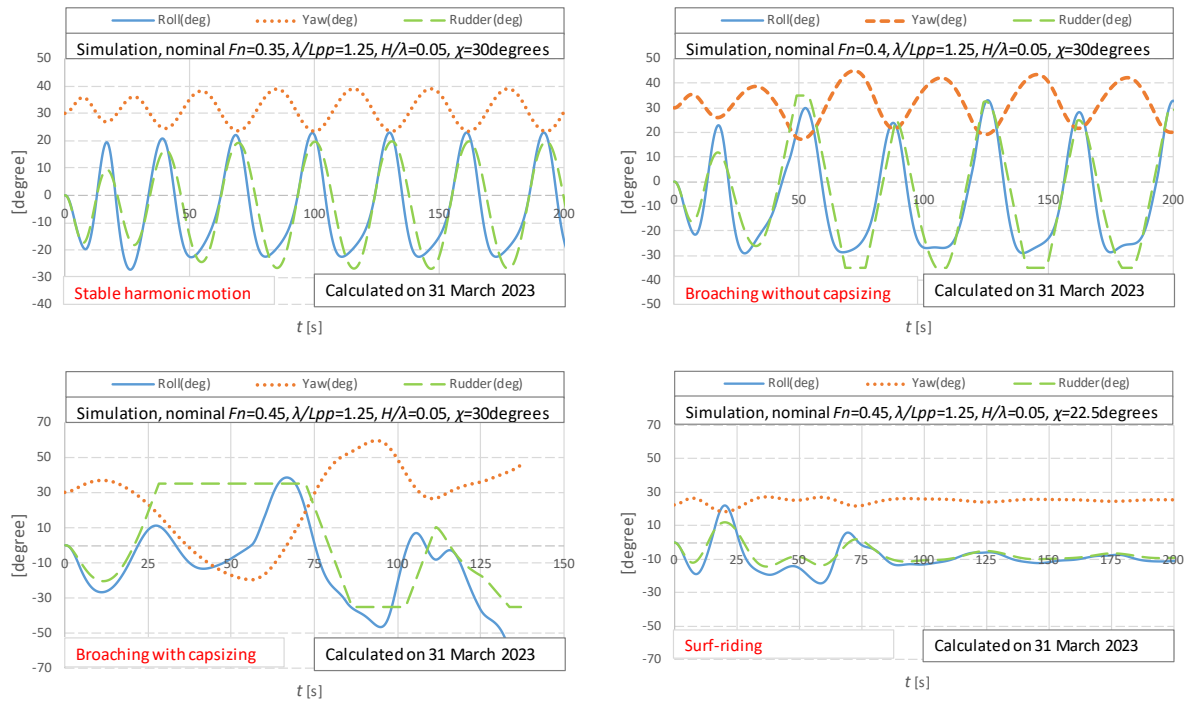 Roll(deg) Yaw(deg) Rudder(deg)
Simulation, nominal Fn=0.35, λ/Lpp=1.25, H/λ=0.05, χ=30degrees
50
40
30
20
10
0
-10
-20
-30
-40
[degree]
0 50 100 150 200
Stable harmonic motion
Calculated on 31 March 2023
t [s]
Roll(deg) Yaw(deg) Rudder(deg)
Simulation, nominal Fn=0.4, λ/Lpp=1.25, H/λ=0.05, χ=30degrees
50
40
30
20
10
0
-10
-20
-30
-40
-50
[degree]
0 50 100 150 200
Broaching without capsizing
Calculated on 31 March 2023
t [s]
Roll(deg) Yaw(deg) Rudder(deg)
Simulation, nominal Fn=0.45, λ/Lpp=1.25, H/λ=0.05, χ=30degrees
70
50
30
10
-10
-30
-50
-70
[degree]
0 25 50 75 100 125 150
Broaching with capsizing
Calculated on 31 March 2023
t [s]
Roll(deg) Yaw(deg) Rudder(deg)
Simulation, nominal Fn=0.45, λ/Lpp=1.25, H/λ=0.05, χ=22.5degrees
70
50
30
10
-10
-30
-50
-70
[degree]
0 25 50 75 100 125 150 175 200
Surf-riding
Calculated on 31 March 2023
t [s]